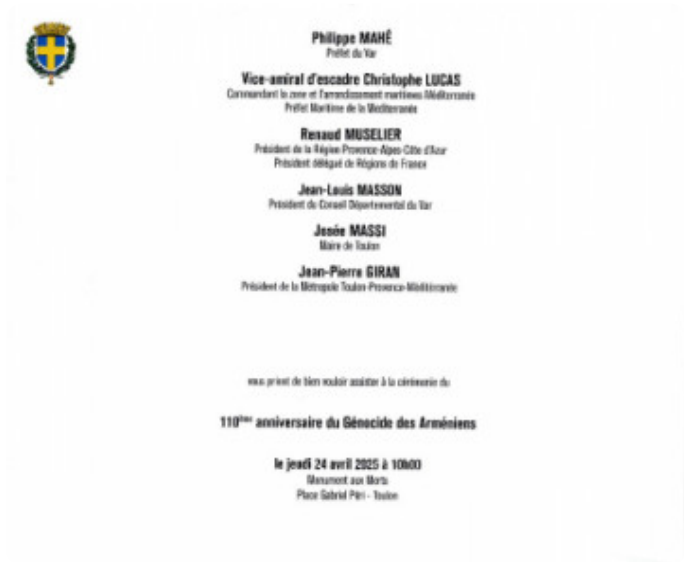 Philippe MAHÉ
Préfet du Var
Vice-amiral d'escadre Christophe LUCAS
Commandant la zone et l'arrondissement maritimes Méditerranée
Préfet Maritime de la Méditerranée
Renaud MUSELIER
Président de la Région Provence-Alpes-Côte d'Azur
Président délégué de Régions de France
Jean-Louis MASSON
Président du Conseil Départemental du Var
Josée MASSI
Maire de Toulon
Jean-Pierre GIRAN
Président de la Métropole Toulon-Provence-Méditerranée
vous prient de bien vouloir assister à la cérémonie du
110ème anniversaire du Génocide des Arméniens
le jeudi 24 avril 2025 à 10h00
Monument aux Morts
Place Gabriel Péri - Toulon